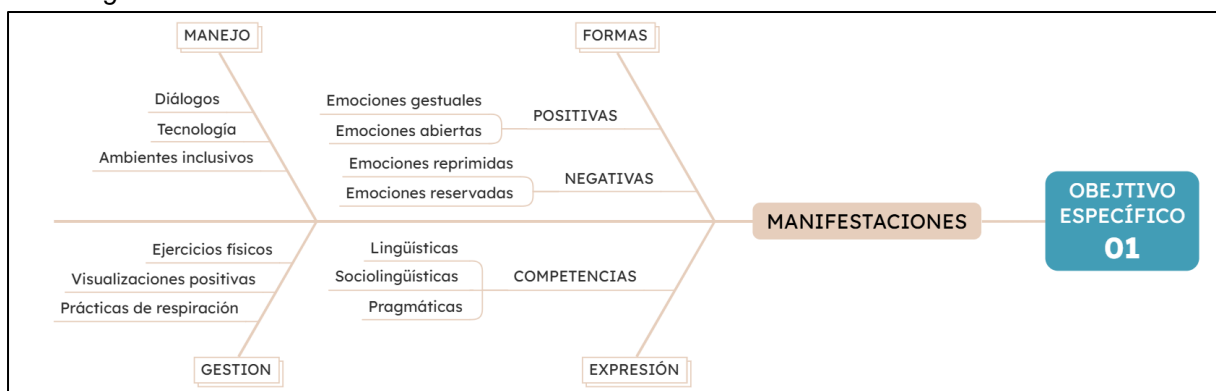 MANEJO
FORMAS
Diálogos
Tecnología
Ambientes inclusivos
Emociones gestuales
Emociones abiertas
POSITIVAS
Emociones reprimidas
Emociones reservadas
NEGATIVAS
MANIFESTACIONES
OBEJTIVO
ESPECÍFICO
01
Ejercicios físicos
Visualizaciones positivas
Prácticas de respiración
Lingüísticas
Sociolingüísticas
Pragmáticas
COMPETENCIAS
GESTION
EXPRESIÓN